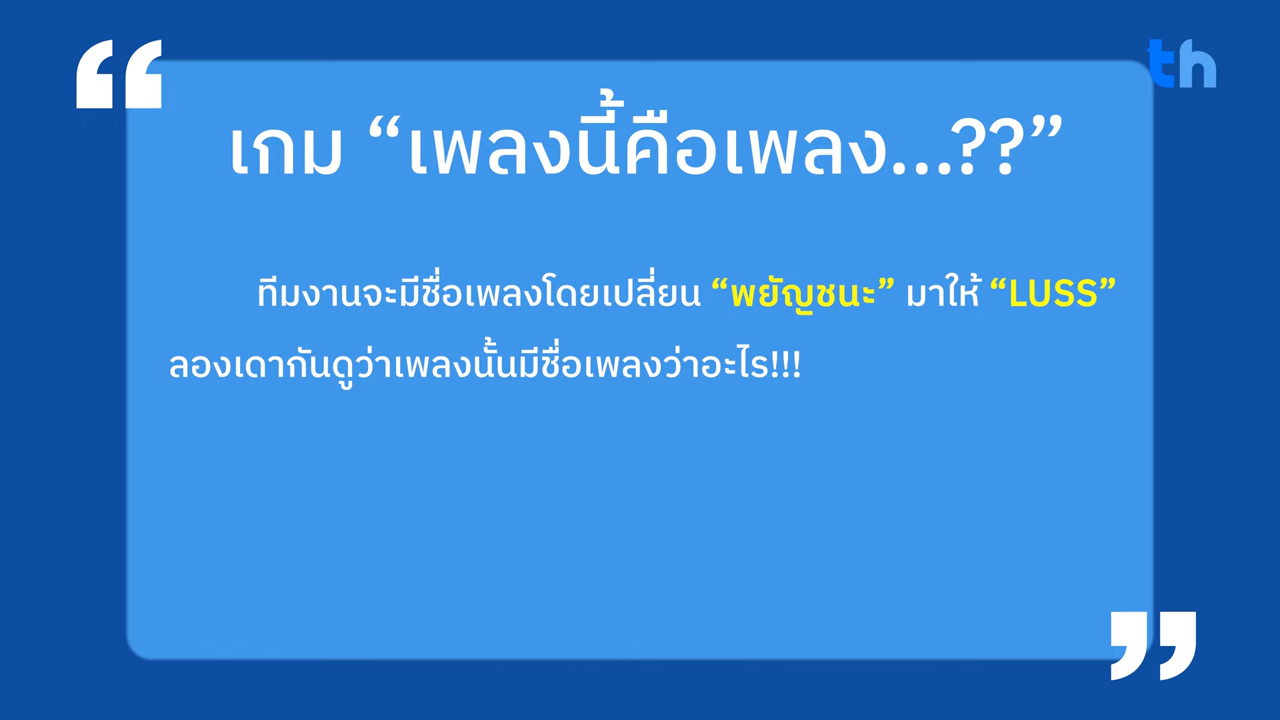 th
เกม “เพลงนี้คือเพลง...??”
ทีมงานจะมีชื่อเพลงโดยเปลี่ยน “พยัญชนะ” มาให้ “LUSS”
ลองเดากันดูว่าเพลงนั้นมีชื่อเพลงว่าอะไร!!!